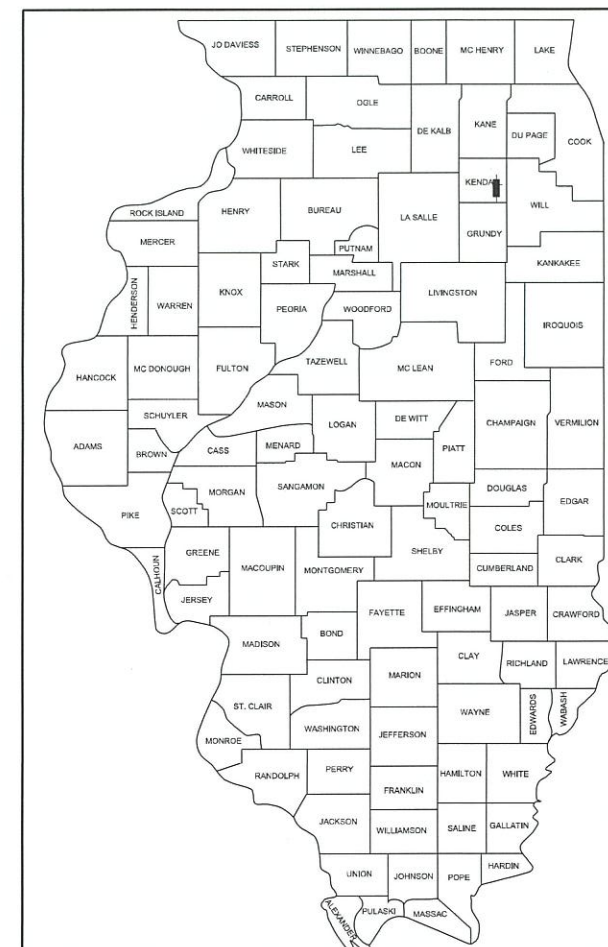 JO DAVIESS
STEPHENSON
WINNEBAGO
BOONE
MC HENRY
LAKE
CARROLL
OGLE
DE KALB
KANE
DU PAGE
COOK
WHITESIDE
LEE
KENDALL
WILL
ROCK ISLAND
HENRY
BUREAU
LA SALLE
GRUNDY
MERCER
PUTNAM
STARK
MARSHALL
KANKAKEE
HENDERSON
WARREN
KNOX
PEORIA
WOODFORD
LIVINGSTON
IROQUOIS
HANCOCK
MC DONOUGH
FULTON
TAZEWELL
MC LEAN
FORD
SCHUYLER
MASON
LOGAN
DE WITT
CHAMPAIGN
VERMILION
ADAMS
BROWN
CASS
MENARD
MACON
PIATT
PIKE
SCOTT
MORGAN
SANGAMON
CHRISTIAN
MOULTRIE
DOUGLAS
EDGAR
COLES
CALHOUN
GREENE
MACOUPIN
MONTGOMERY
SHELBY
CUMBERLAND
CLARK
JERSEY
FAYETTE
EFFINGHAM
JASPER
CRAWFORD
MADISON
BOND
CLAY
RICHLAND
LAWRENCE
CLINTON
MARION
ST. CLAIR
WASHINGTON
WAYNE
EDWARDS
WABASH
MONROE
JEFFERSON
RANDOLPH
PERRY
HAMILTON
WHITE
FRANKLIN
JACKSON
WILLIAMSON
SALINE
GALLATIN
UNION
JOHNSON
POPE
HARDIN
ALEXANDER
PULASKI
MASSAC